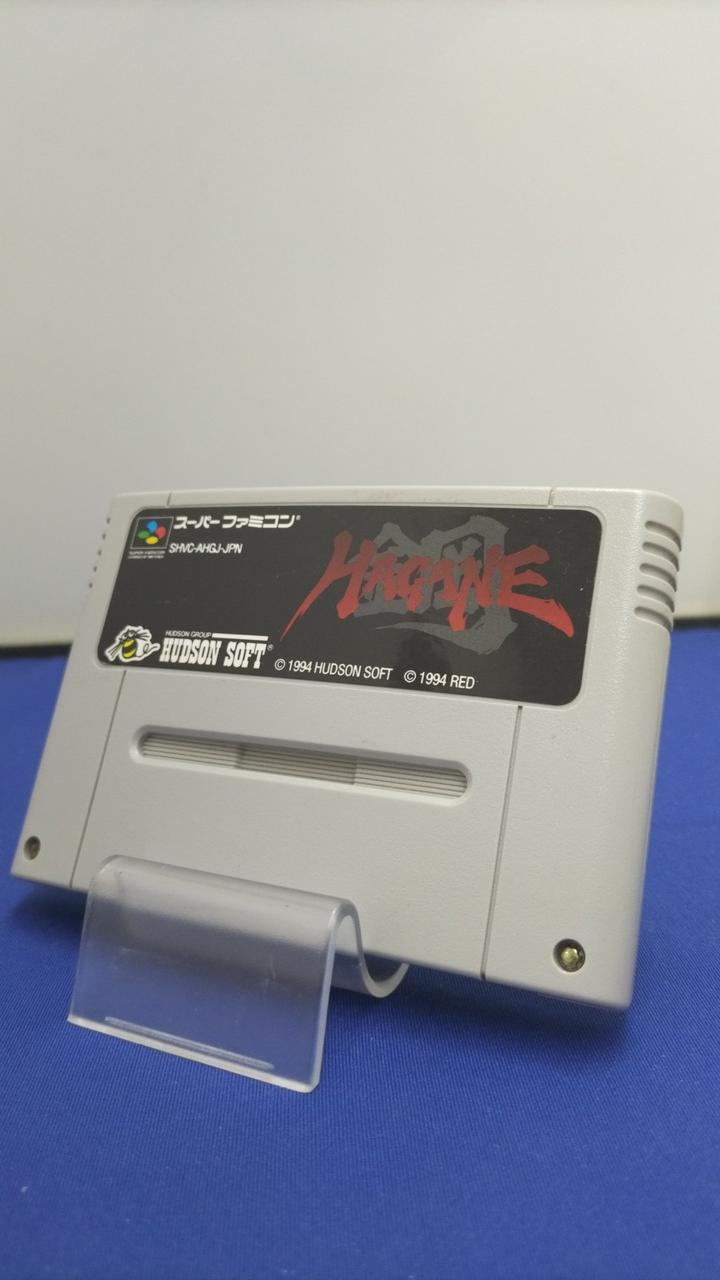 スーパーファミコン®
SHVC-AHGJ-JPN
鋼
HAGANE
HUDSON GROUP
HUDSON SOFT®
© 1994 HUDSON SOFT © 1994 RED